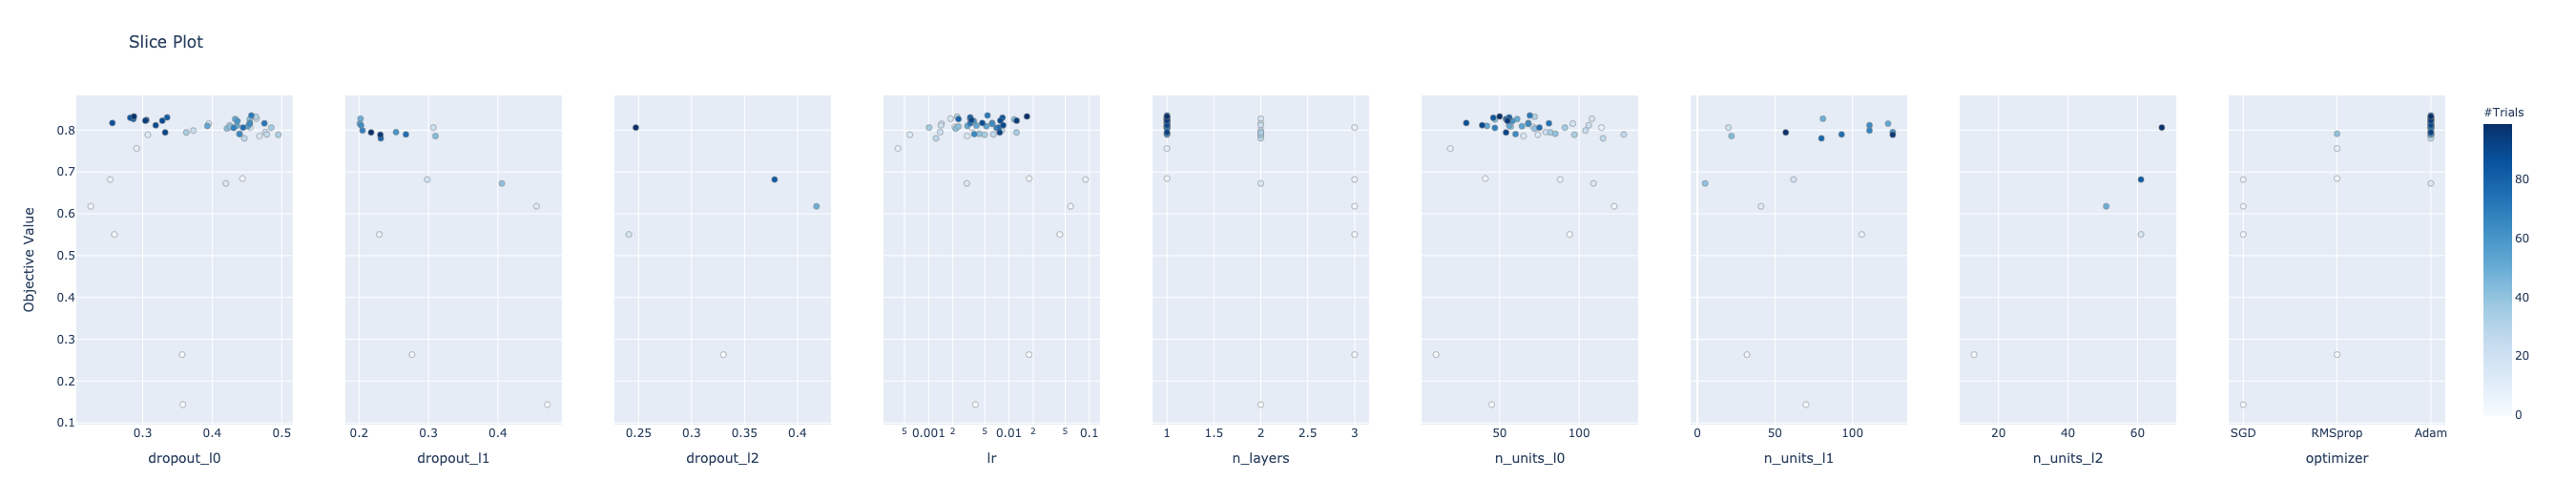 Slice Plot
Objective Value
0.8
0.7
0.6
0.5
0.4
0.3
0.2
0.1
0.3 0.4 0.5
dropout_l0
0.2 0.3 0.4
dropout_l1
0.25 0.3 0.35 0.4
dropout_l2
5 0.001 2 5 0.01 2 5 0.1
lr
1 1.5 2 2.5 3
n_layers
50 100
n_units_l0
0 50 100
n_units_l1
20 40 60
n_units_l2
SGD RMSprop Adam
optimizer
#Trials
80
60
40
20
0